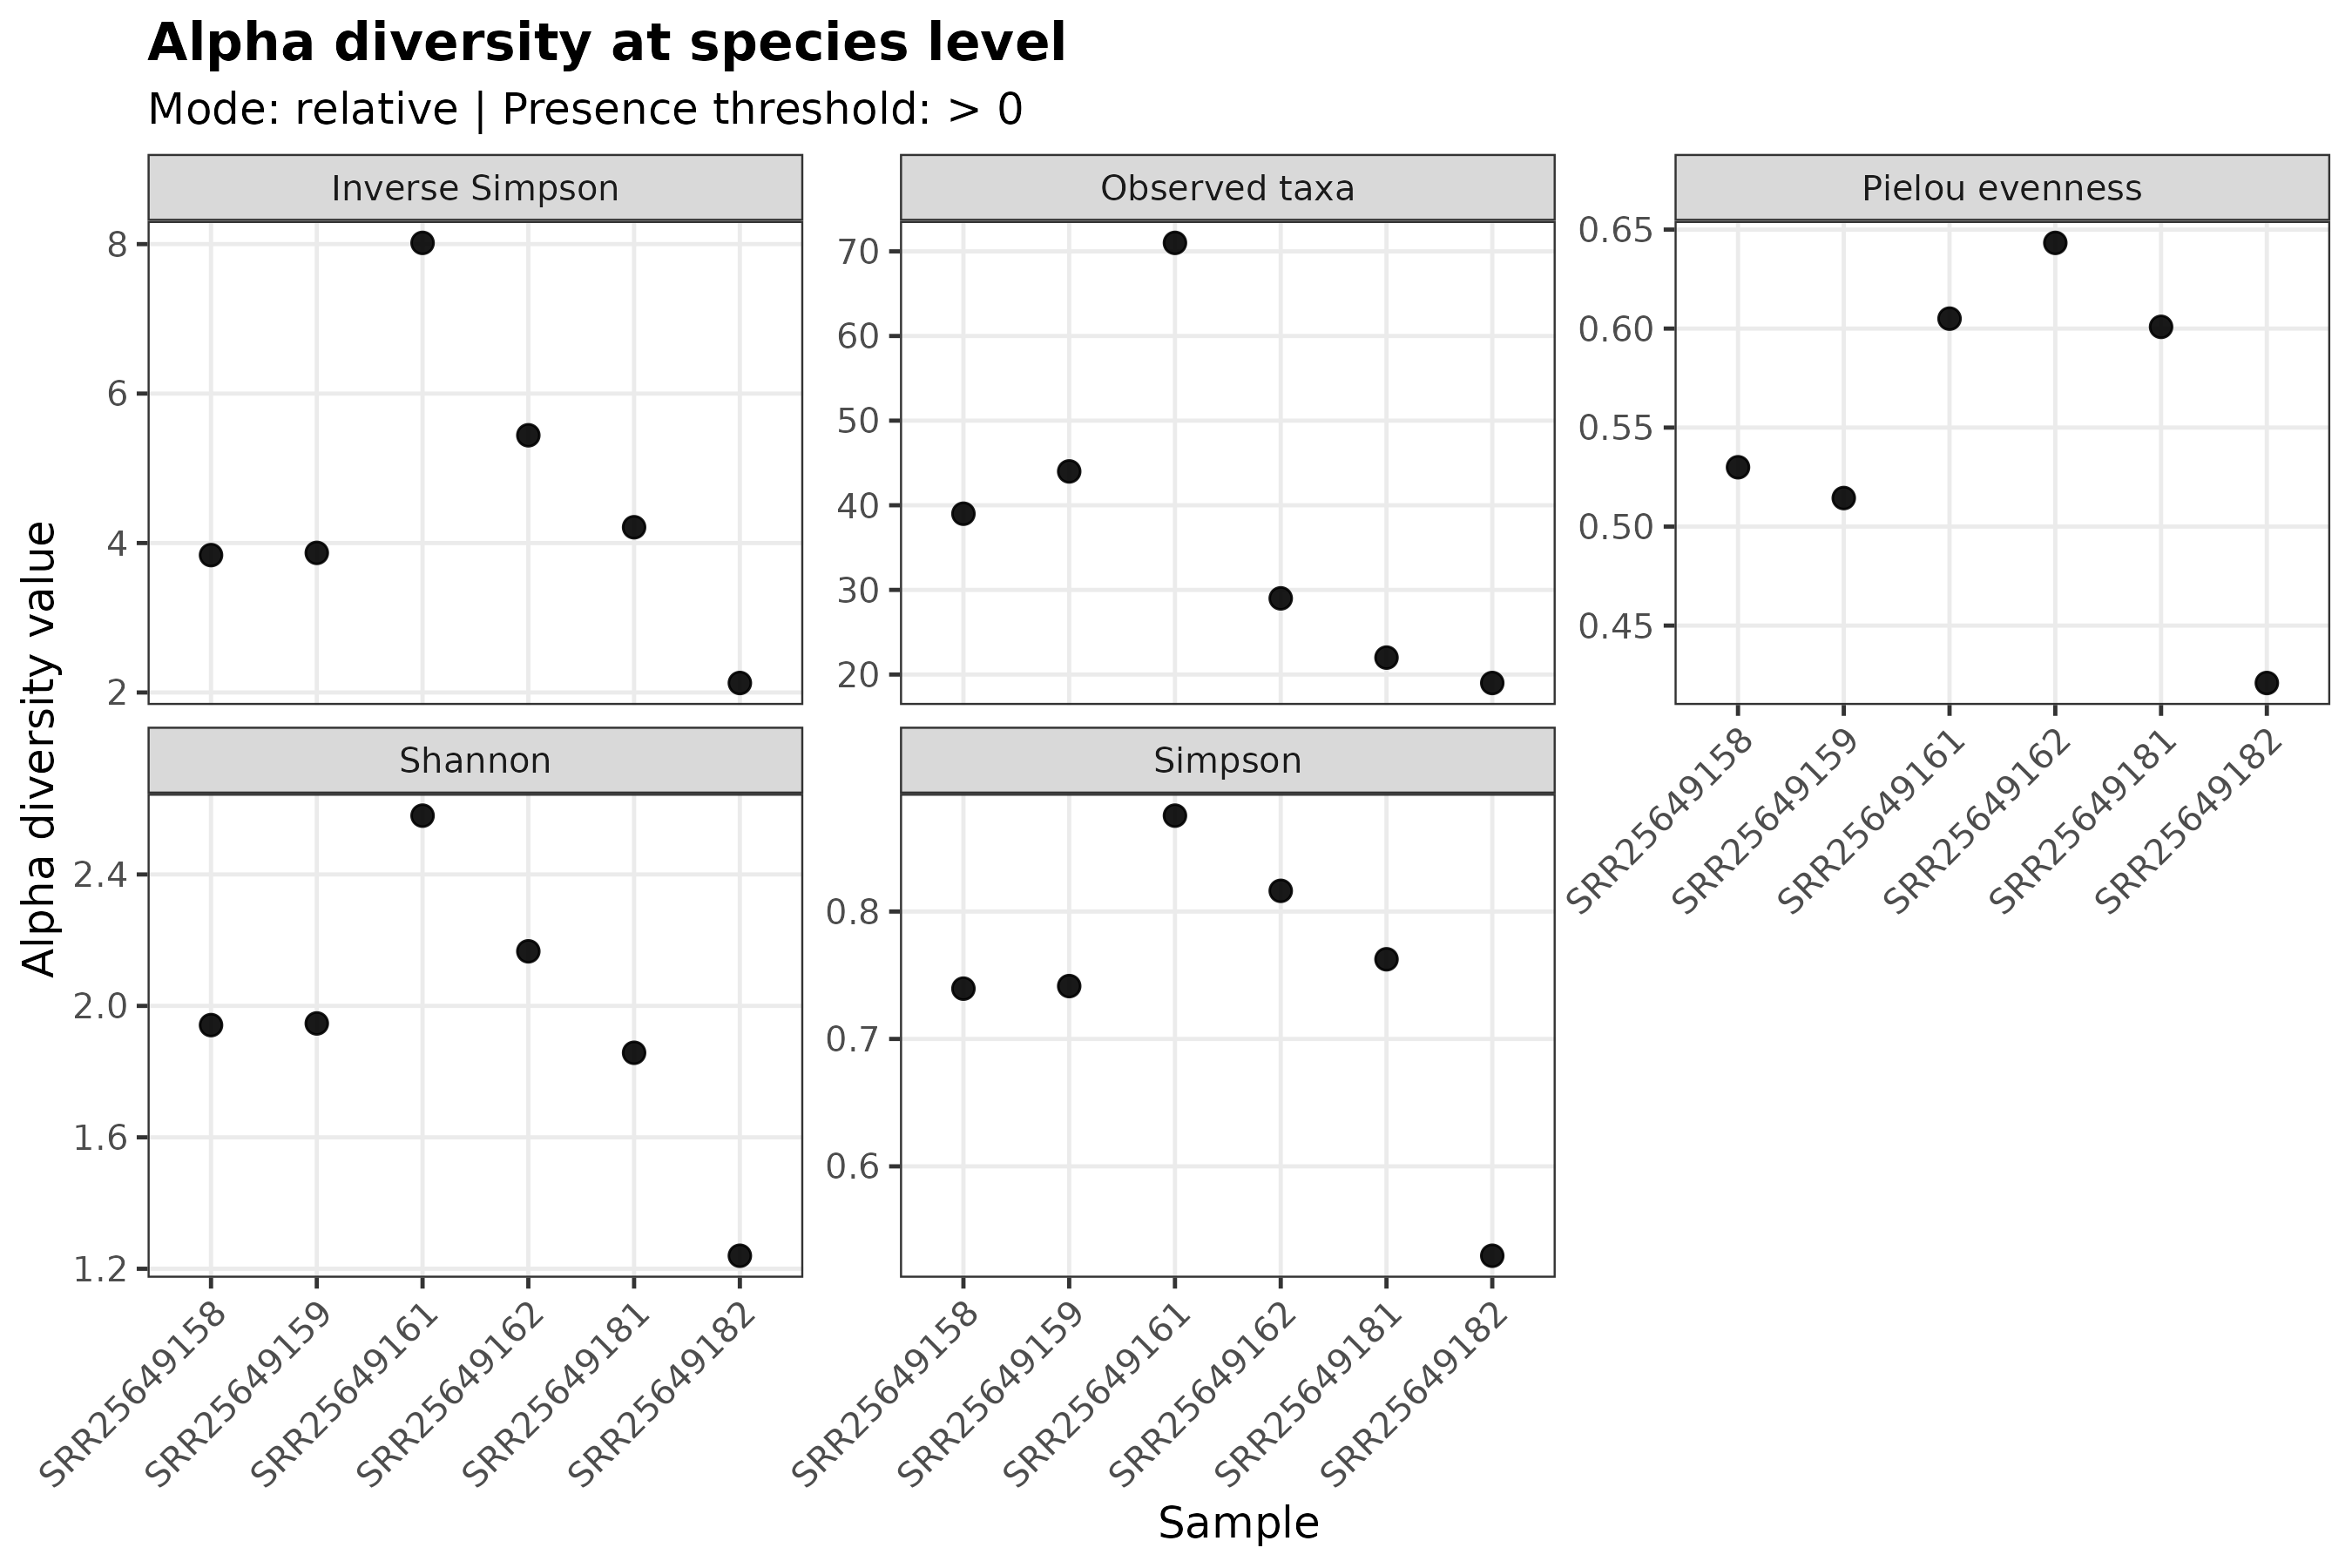 Alpha diversity at species level
Mode: relative | Presence threshold: > 0
Inverse Simpson
Observed taxa
Pielou evenness
8
6
4
2
70
60
50
40
30
20
0.65
0.60
0.55
0.50
0.45
SRR25649158
SRR25649159
SRR25649161
SRR25649162
SRR25649181
SRR25649182
Alpha diversity value
Shannon
Simpson
2.4
2.0
1.6
1.2
0.8
0.7
0.6
SRR25649158
SRR25649159
SRR25649161
SRR25649162
SRR25649181
SRR25649182
SRR25649158
SRR25649159
SRR25649161
SRR25649162
SRR25649181
SRR25649182
Sample